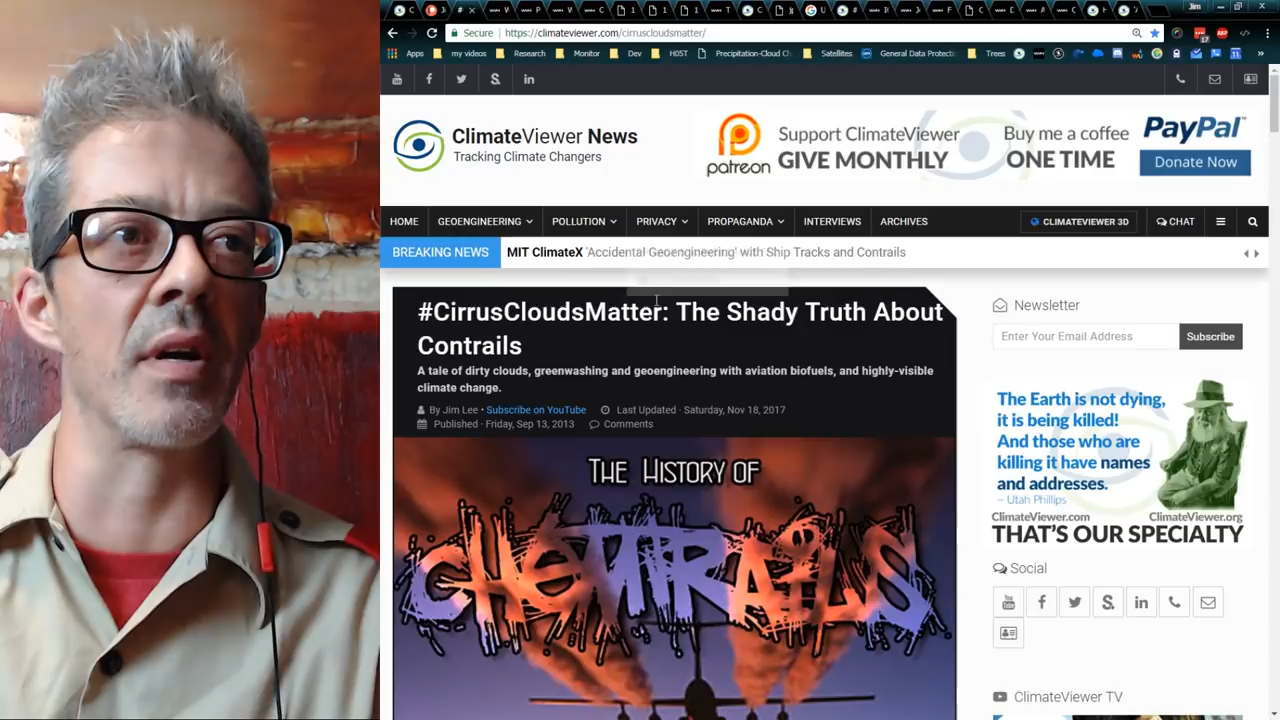 Jim
Secure
https://climateviewer.com/cirruscloudsmatter/
Apps
my videos
Research
Monitor
Dev
H0ST
Precipitation-Cloud C
Satellites
General Data Protecti
Trees
ClimateViewer News
Tracking Climate Changers
patreon
Support ClimateViewer
GIVE MONTHLY
Buy me a coffee
ONE TIME
PayPal
Donate Now
HOME
GEOENGINEERING
POLLUTION
PRIVACY
PROPAGANDA
INTERVIEWS
ARCHIVES
CLIMATEVIEWER 3D
CHAT
BREAKING NEWS
MIT ClimateX 'Accidental Geoengineering' with Ship Tracks and Contrails
#CirrusCloudsMatter: The Shady Truth About
Contrails
A tale of dirty clouds, greenwashing and geoengineering with aviation biofuels, and highly-visible
climate change.
By Jim Lee • Subscribe on YouTube
Last Updated · Saturday, Nov 18, 2017
Published · Friday, Sep 13, 2013
Comments
THE HISTORY OF
CHEMTRAILS
Newsletter
Enter Your Email Address
Subscribe
The Earth is not dying,
it is being killed!
And those who are
killing it have names
and addresses.
– Utah Phillips
ClimateViewer.com
ClimateViewer.org
THAT'S OUR SPECIALTY
Social
ClimateViewer TV